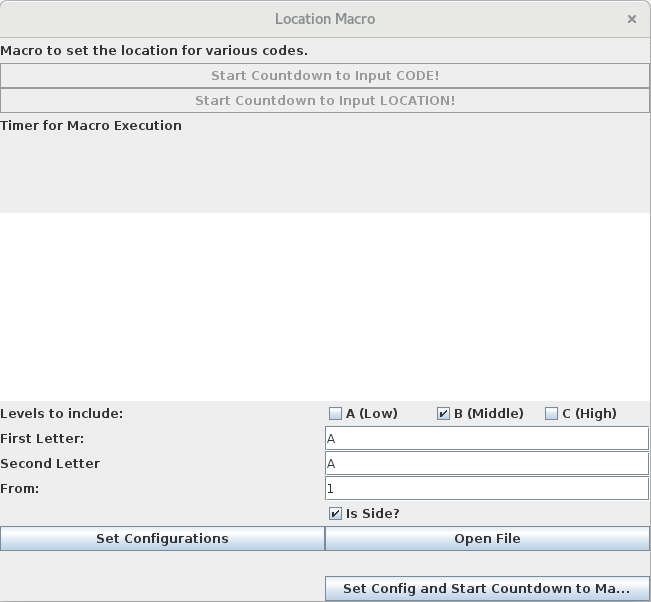 Location Macro
Macro to set the location for various codes.
Start Countdown to Input CODE!
Start Countdown to Input LOCATION!
Timer for Macro Execution
Levels to include: A (Low) B (Middle) C (High)
First Letter: A
Second Letter A
From: 1
Is Side?
Set Configurations Open File
Set Config and Start Countdown to Ma...